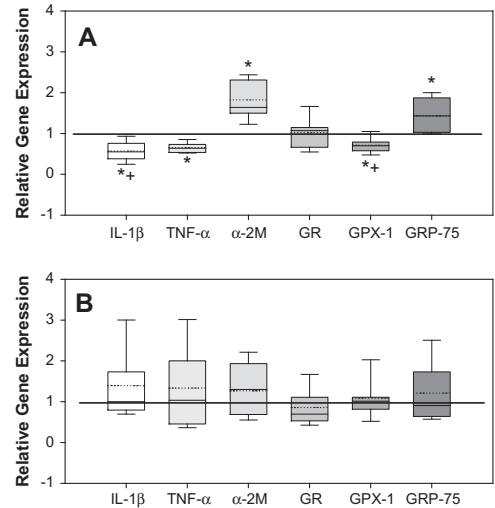 A
Relative Gene Expression
4
3
2
1
0
-1
*+
*
*
*+
*
IL-1β TNF-α α-2M GR GPX-1 GRP-75
B
Relative Gene Expression
4
3
2
1
0
-1
IL-1β TNF-α α-2M GR GPX-1 GRP-75